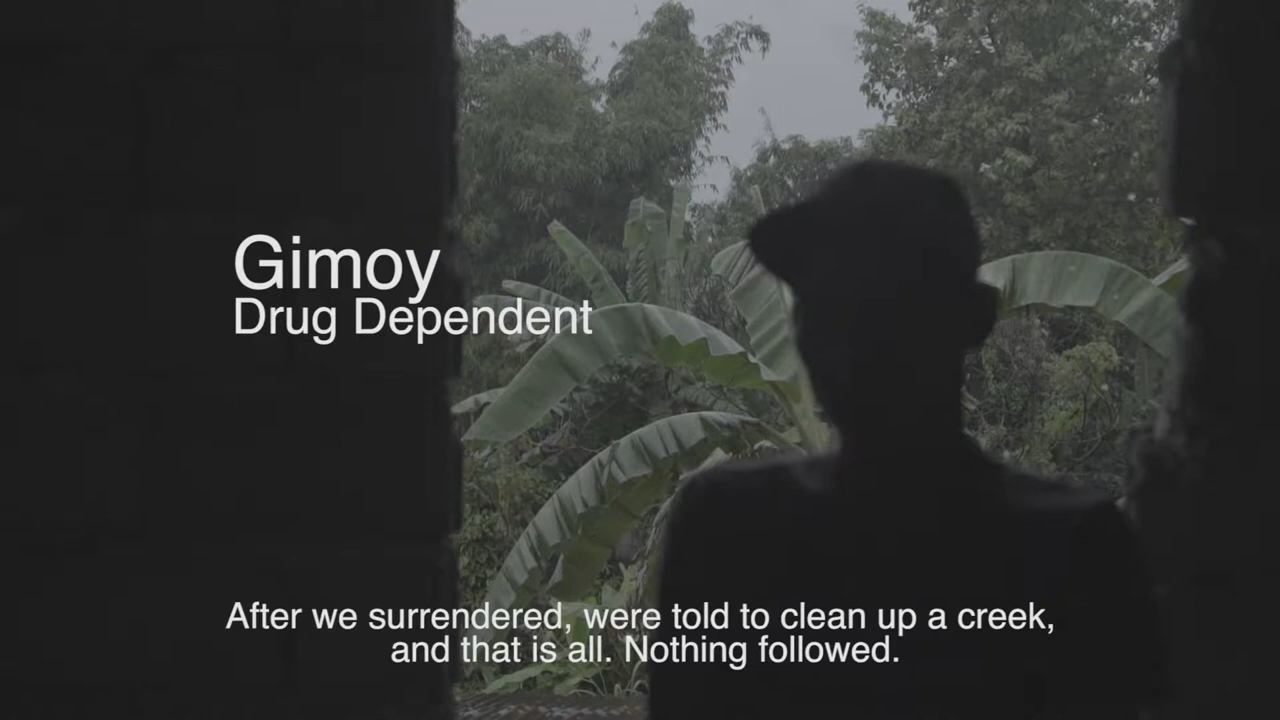 Gimoy
Drug Dependent
After we surrendered, were told to clean up a creek,
and that is all. Nothing followed.